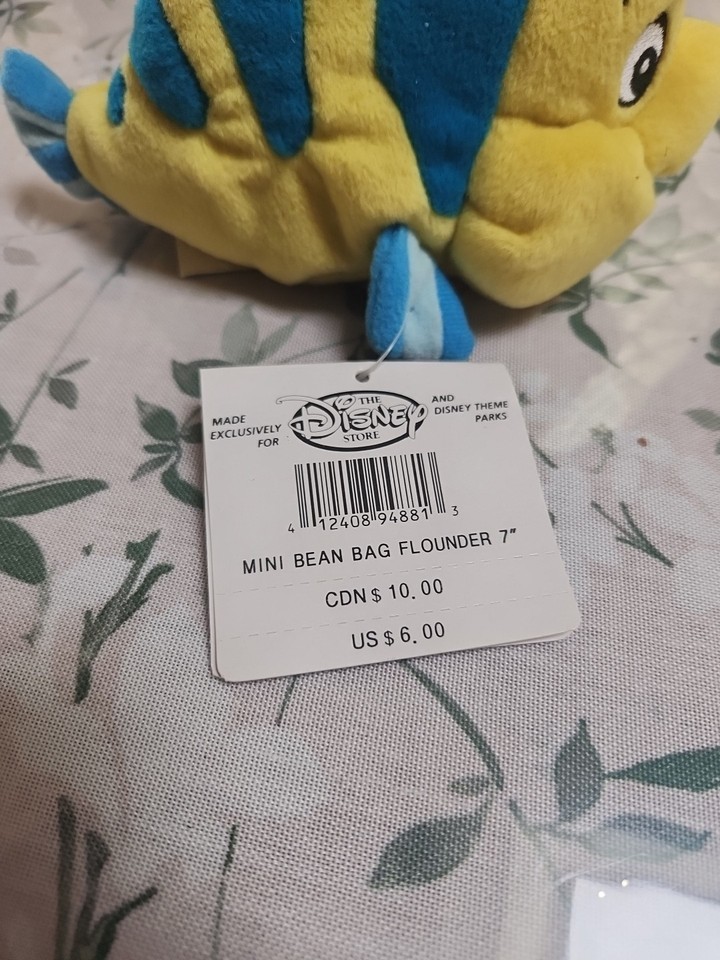 MADE
EXCLUSIVELY
FOR
THE
Disney
STORE
AND
DISNEY THEME
PARKS
4 12408 94881 3
MINI BEAN BAG FLOUNDER 7"
CDN $ 10.00
US $ 6.00